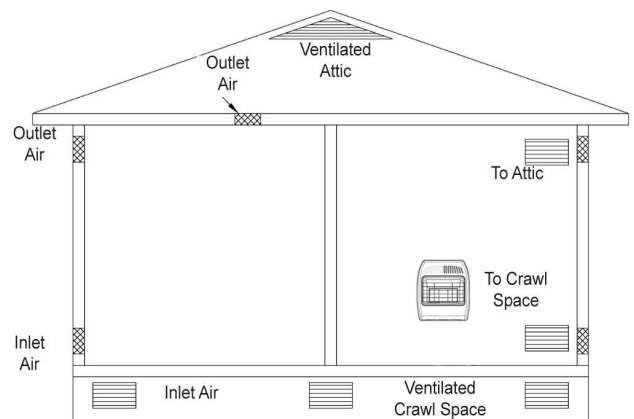 Ventilated
Attic
Outlet
Air
Outlet
Air
To Attic
To Crawl
Space
Inlet
Air
Inlet Air
Ventilated
Crawl Space